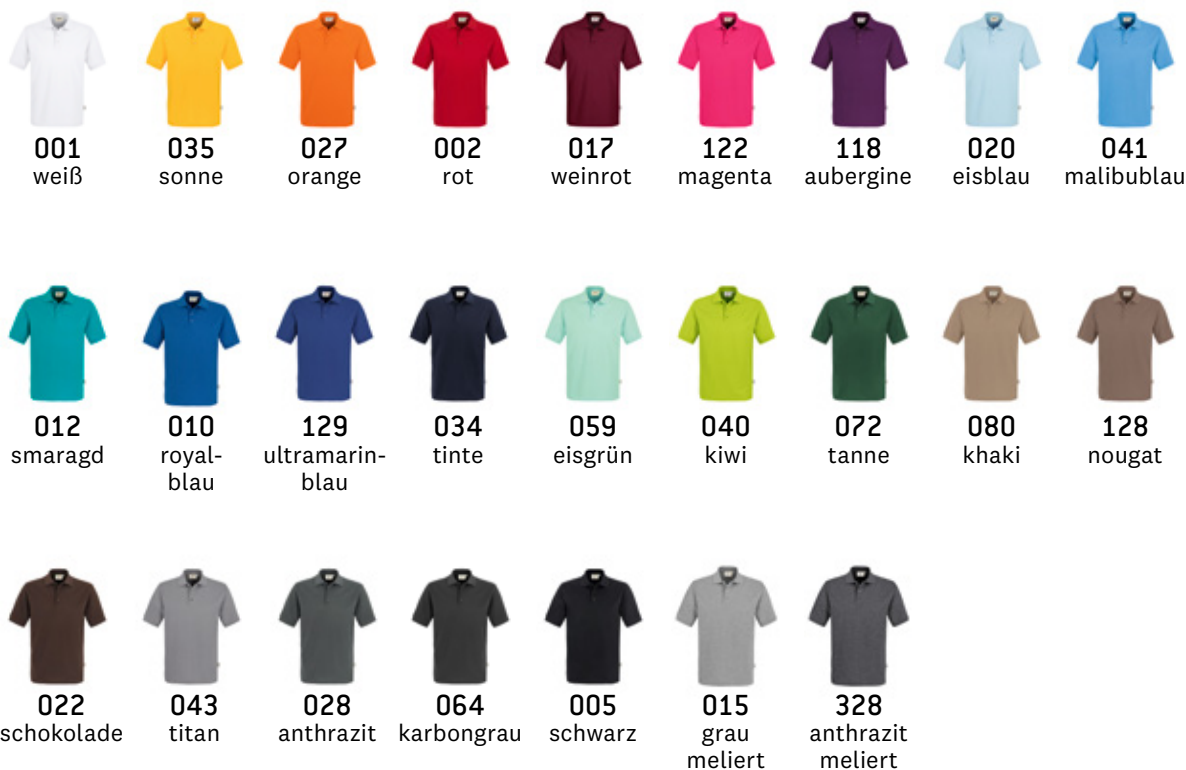 001
weiß
035
sonne
027
orange
002
rot
017
weinrot
122
magenta
118
aubergine
020
eisblau
041
malibublau
012
smaragd
010
royal-
blau
129
ultramarin-
blau
034
tinte
059
eisgrün
040
kiwi
072
tanne
080
khaki
128
nougat
022
schokolade
043
titan
028
anthrazit
064
karbongrau
005
schwarz
015
grau
meliert
328
anthrazit
meliert